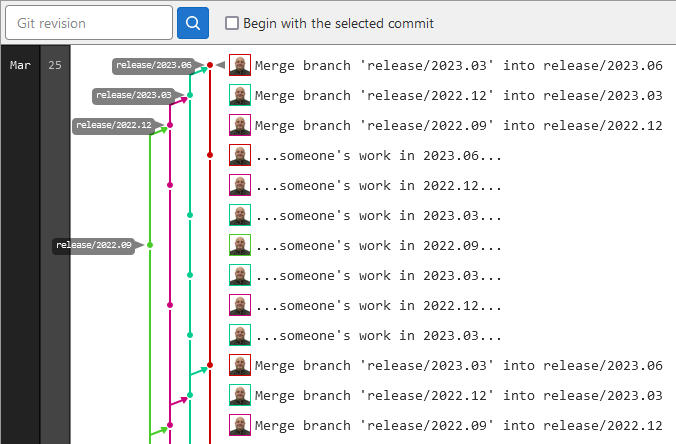 Git revision
Begin with the selected commit
Mar 25 release/2023.06 Merge branch 'release/2023.03' into release/2023.06
release/2023.03 Merge branch 'release/2022.12' into release/2023.03
release/2022.12 Merge branch 'release/2022.09' into release/2022.12
...someone's work in 2023.06...
...someone's work in 2022.12...
...someone's work in 2023.03...
release/2022.09 ...someone's work in 2022.09...
...someone's work in 2023.03...
...someone's work in 2022.12...
...someone's work in 2023.03...
Merge branch 'release/2023.03' into release/2023.06
Merge branch 'release/2022.12' into release/2023.03
Merge branch 'release/2022.09' into release/2022.12